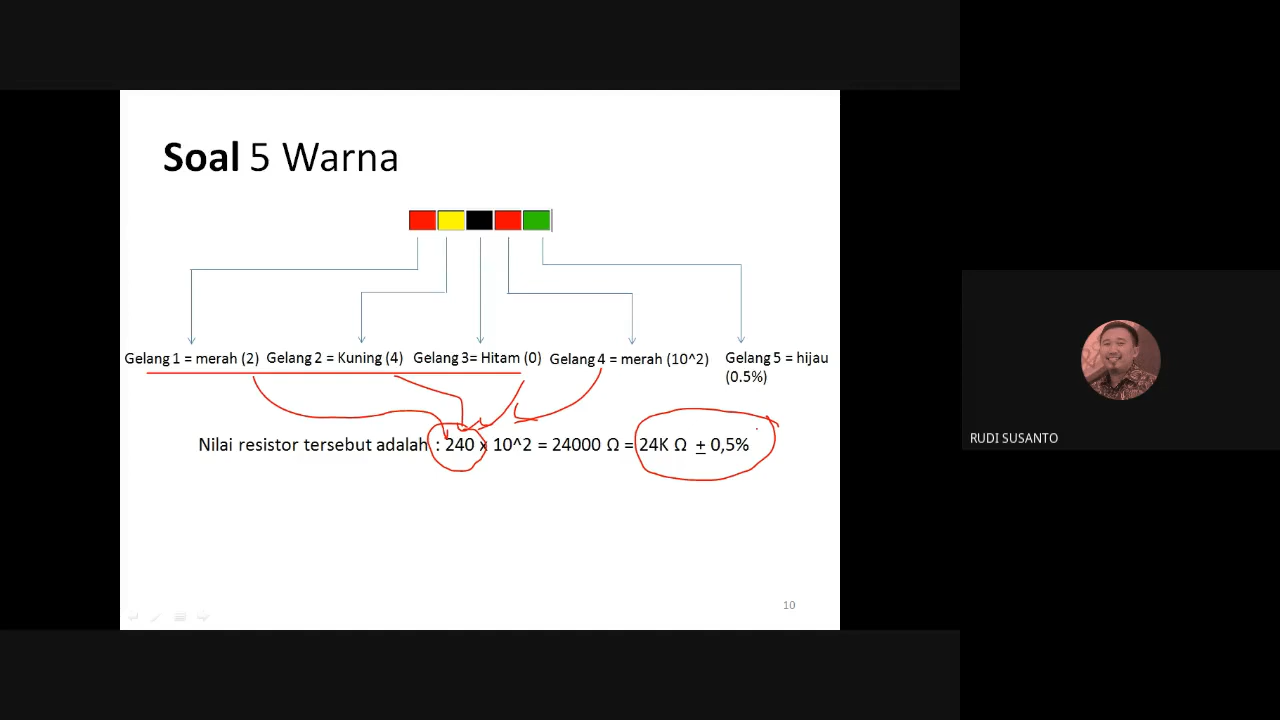 Soal 5 Warna
Gelang 1 = merah (2) Gelang 2 = Kuning (4) Gelang 3= Hitam (0) Gelang 4 = merah (10^2) Gelang 5 = hijau
(0.5%)
RUDI SUSANTO
Nilai resistor tersebut adalah : 240 x 10^2 = 24000 Ω = 24K Ω ± 0,5%
10